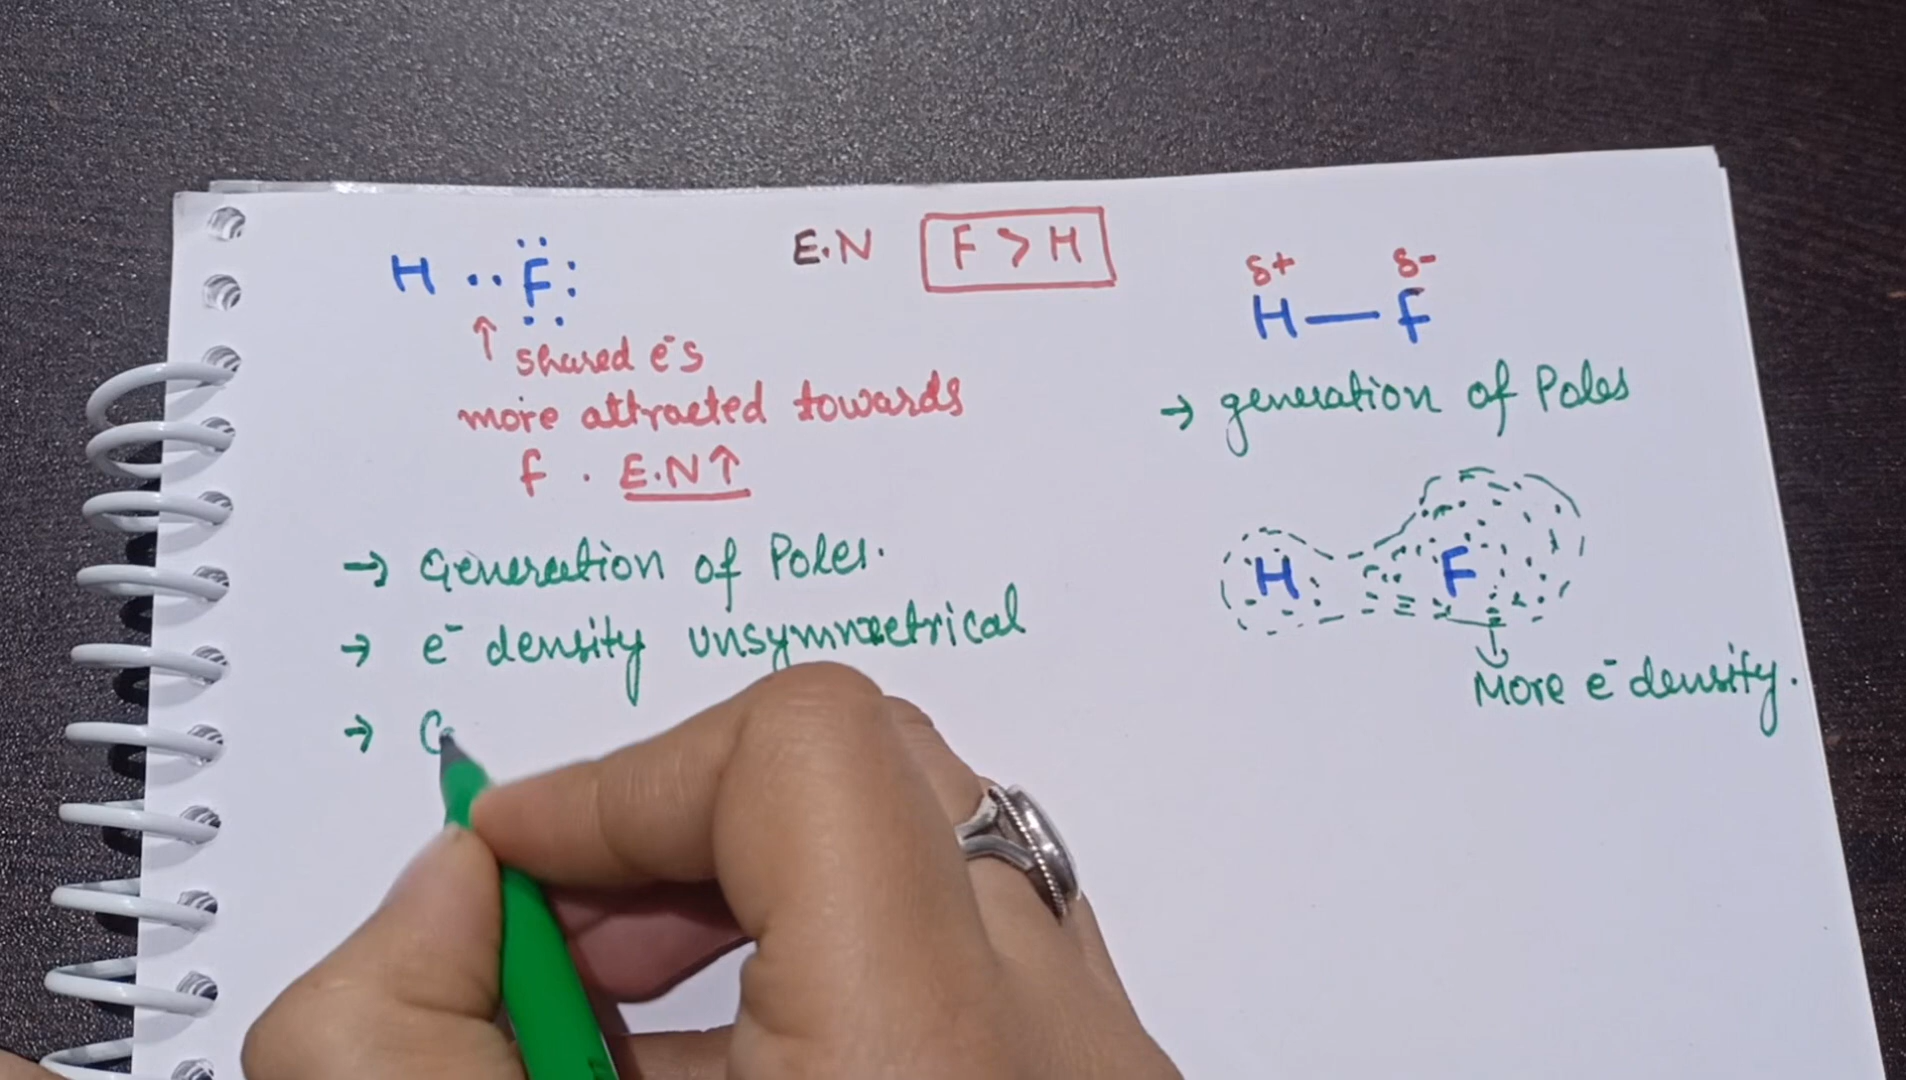 H : F
E.N F > H
δ+ δ-
H — F
↑ shared e⁻s
more attracted towards
F . E.N↑
→ generation of Poles
→ Generation of Poles.
→ e⁻ density unsymmetrical
H F
More e⁻ density.
→